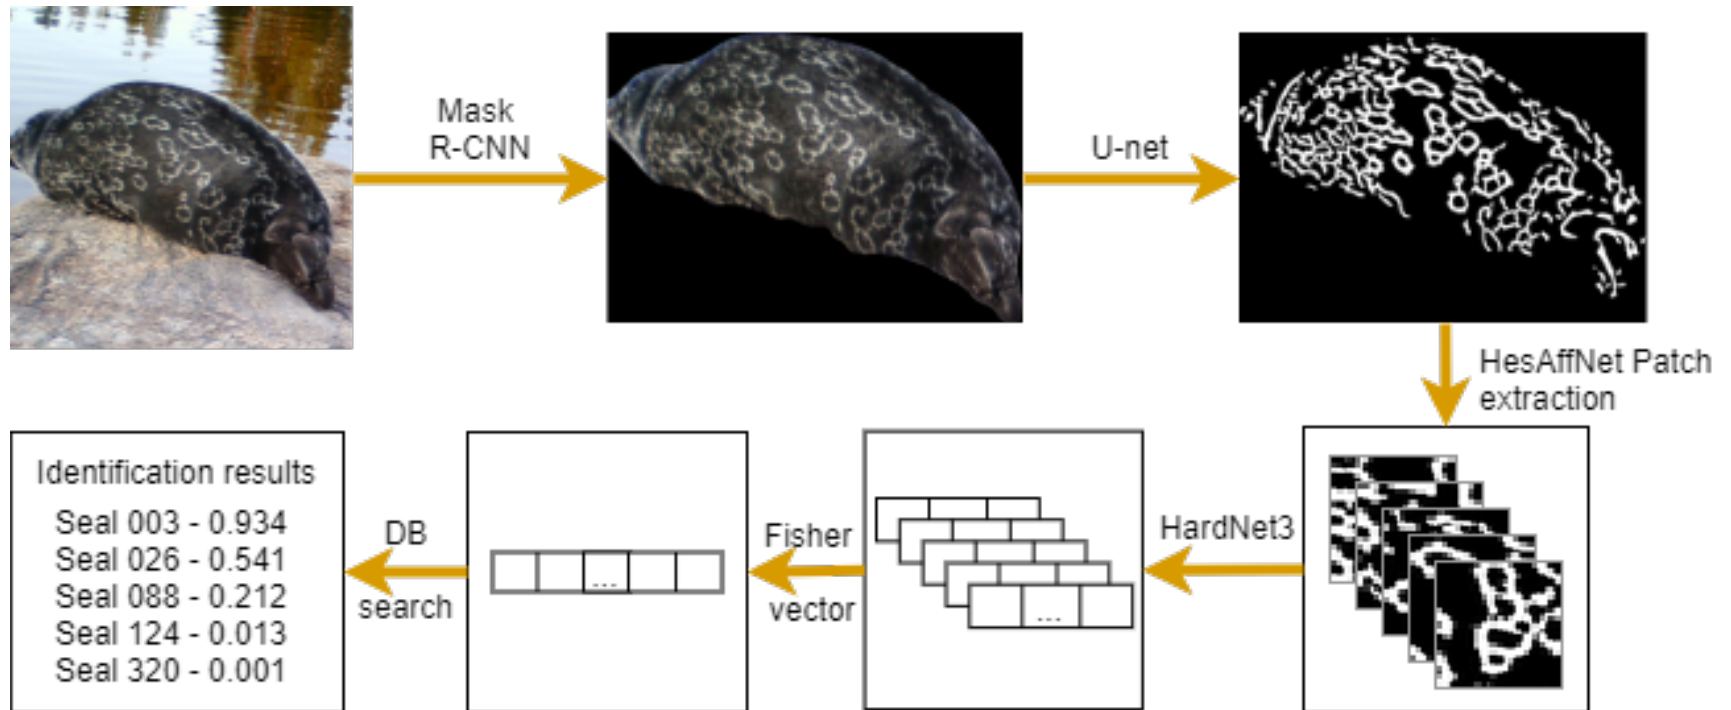 Mask
R-CNN
U-net
HesAffNet Patch
extraction
HardNet3
...
Fisher
vector
...
DB
search
Identification results
Seal 003 - 0.934
Seal 026 - 0.541
Seal 088 - 0.212
Seal 124 - 0.013
Seal 320 - 0.001